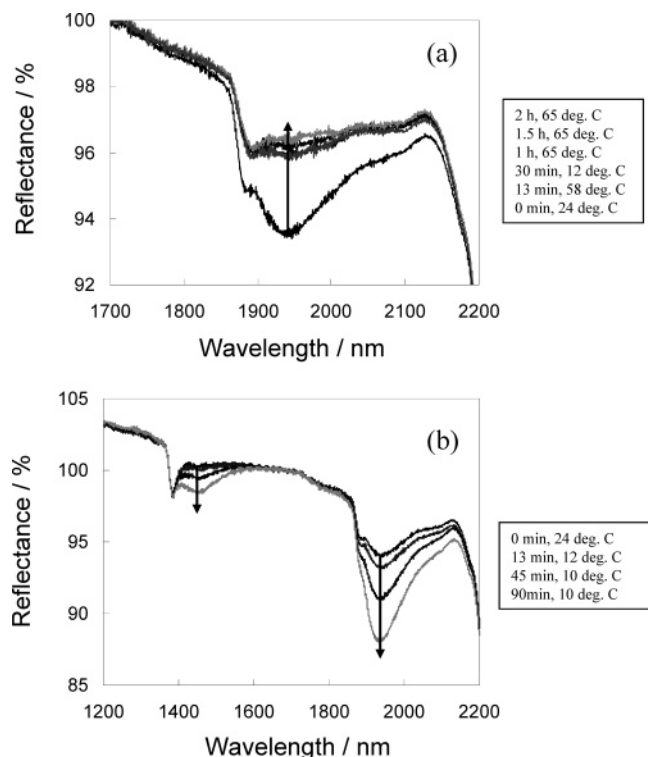 100
98
96
94
92
Reflectance / %
(a)
1700 1800 1900 2000 2100 2200
Wavelength / nm
2 h, 65 deg. C
1.5 h, 65 deg. C
1 h, 65 deg. C
30 min, 12 deg. C
13 min, 58 deg. C
0 min, 24 deg. C
105
100
95
90
85
Reflectance / %
(b)
1200 1400 1600 1800 2000 2200
Wavelength / nm
0 min, 24 deg. C
13 min, 12 deg. C
45 min, 10 deg. C
90min, 10 deg. C